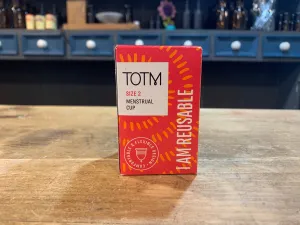 TOTM
SIZE 2
MENSTRUAL
CUP
I AM REUSABLE